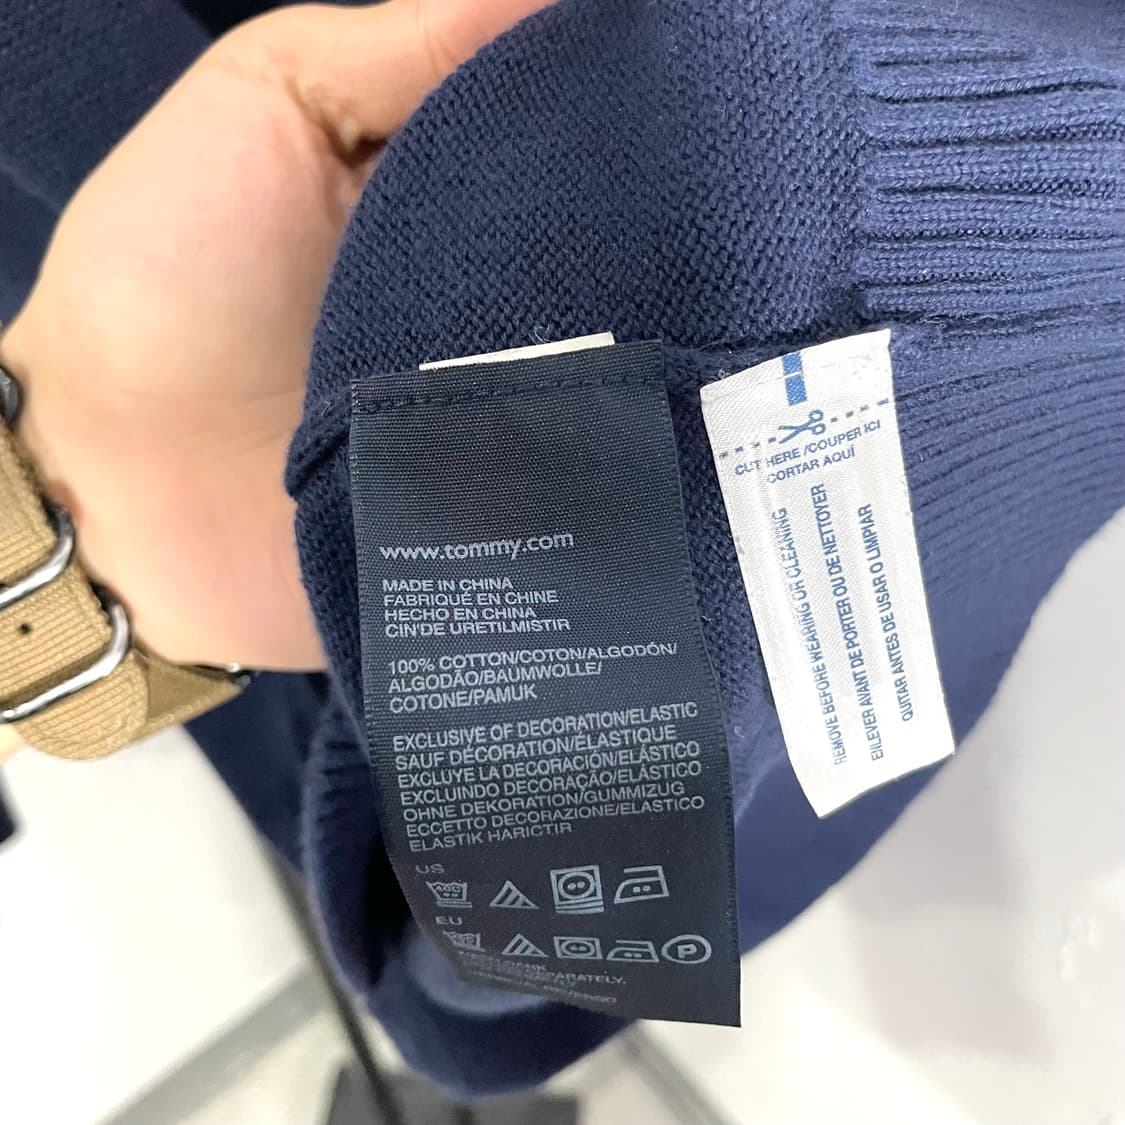 www.tommy.com
MADE IN CHINA
FABRIQUÉ EN CHINE
HECHO EN CHINA
CIN'DE URETILMISTIR
100% COTTON/COTON/ALGODÓN/
ALGODÃO/BAUMWOLLE/
COTONE/PAMUK
EXCLUSIVE OF DECORATION/ELASTIC
SAUF DÉCORATION/ÉLASTIQUE
EXCLUYE LA DECORACIÓN/ELÁSTICO
EXCLUINDO DECORAÇÃO/ELÁSTICO
OHNE DEKORATION/GUMMIZUG
ECCETTO DECORAZIONE/ELASTICO
ELASTIK HARICTIR
US
40C
EU
P
CUT HERE /COUPER ICI
CORTAR AQUÍ
REMOVE BEFORE WEARING OR CLEANING
ENLEVER AVANT DE PORTER OU DE NETTOYER
QUITAR ANTES DE USAR O LIMPIAR